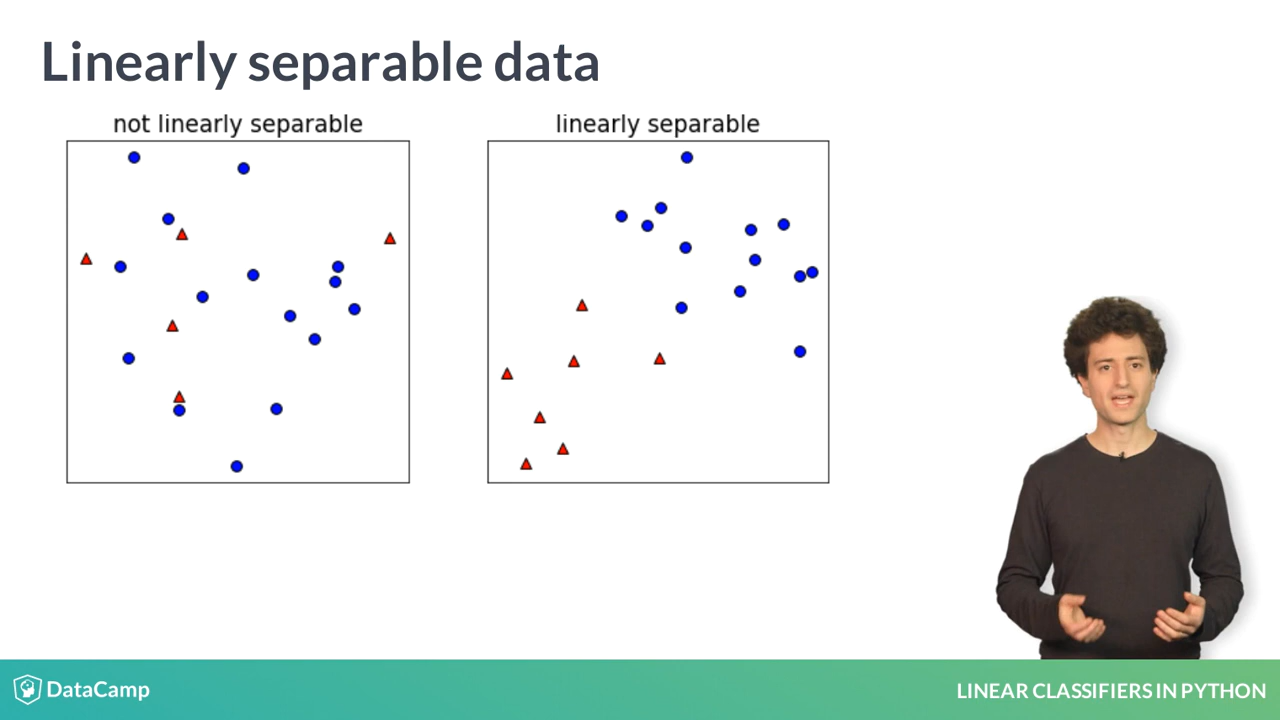 Linearly separable data
not linearly separable
linearly separable
DataCamp
LINEAR CLASSIFIERS IN PYTHON